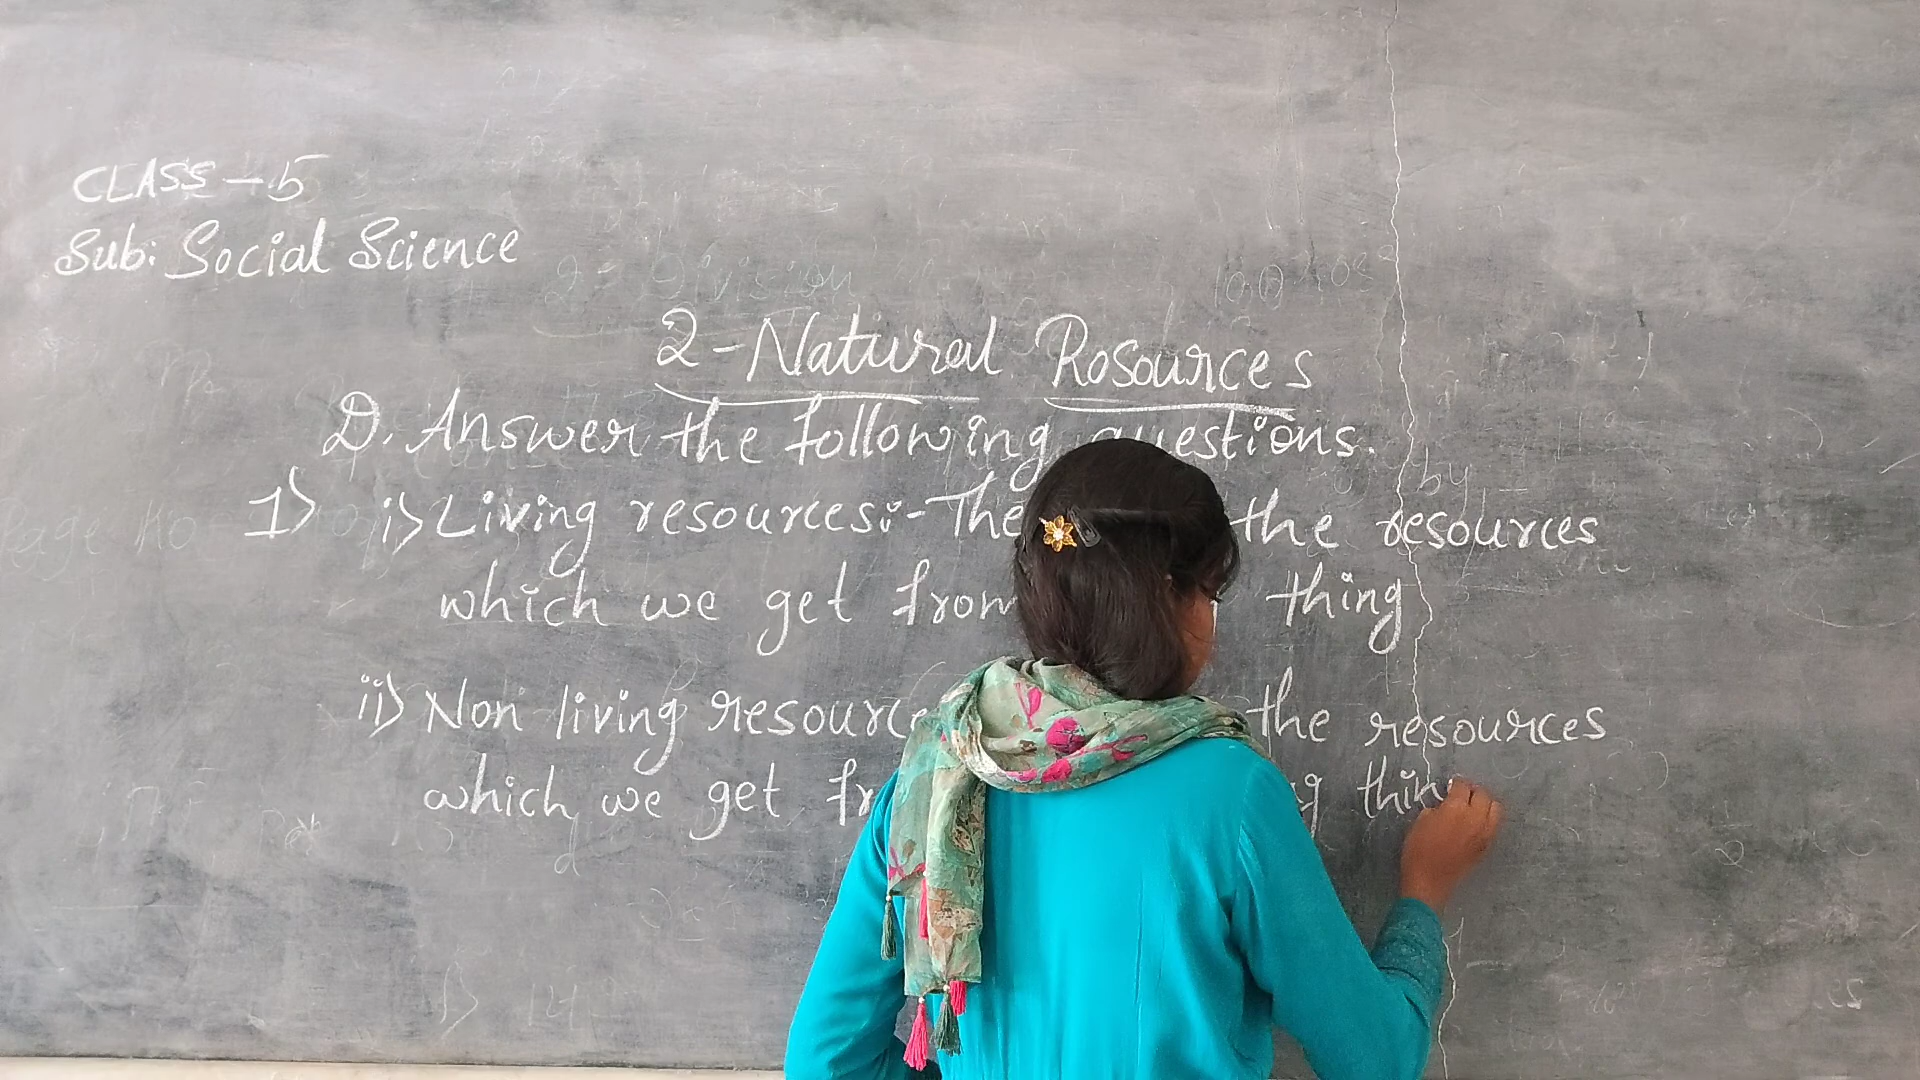 CLASS - 5
Sub: Social Science
2 - Natural Rosources
D. Answer the following questions.
1) i) Living resources:- The the resources
which we get from thing
ii) Non living resource the resources
which we get thin